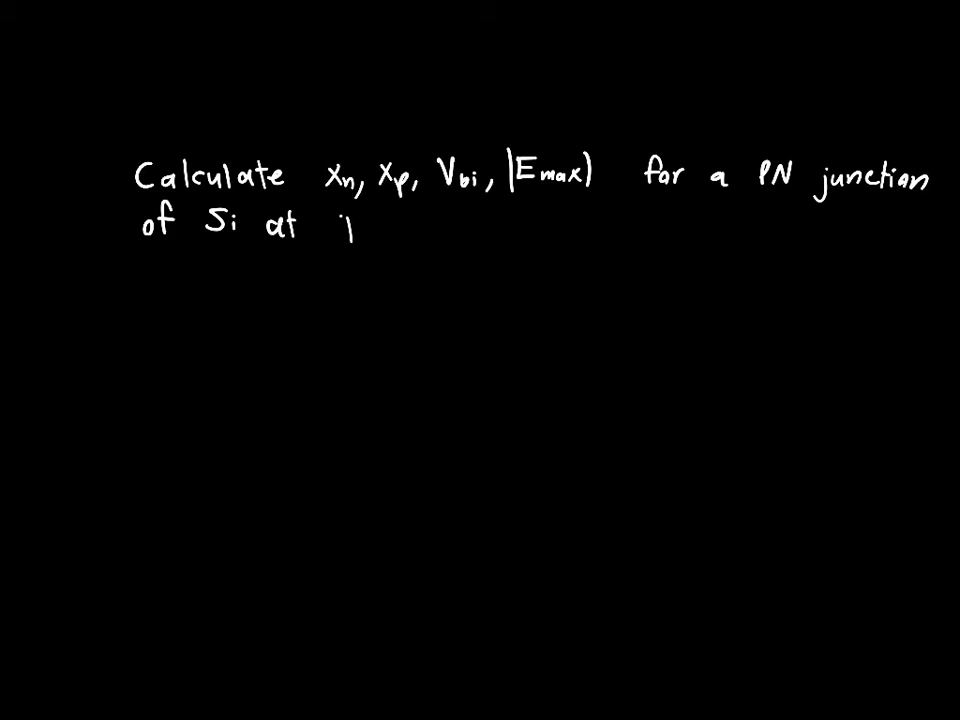 Calculate xn, xp, Vbi, |Emax| for a PN junction
of Si at